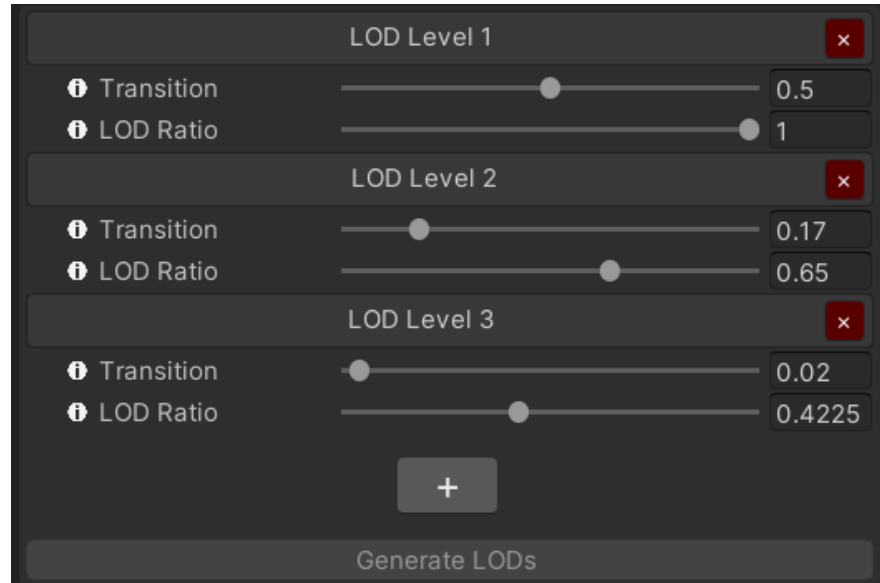 LOD Level 1 ×
Transition 0.5
LOD Ratio 1
LOD Level 2 ×
Transition 0.17
LOD Ratio 0.65
LOD Level 3 ×
Transition 0.02
LOD Ratio 0.4225
+
Generate LODs